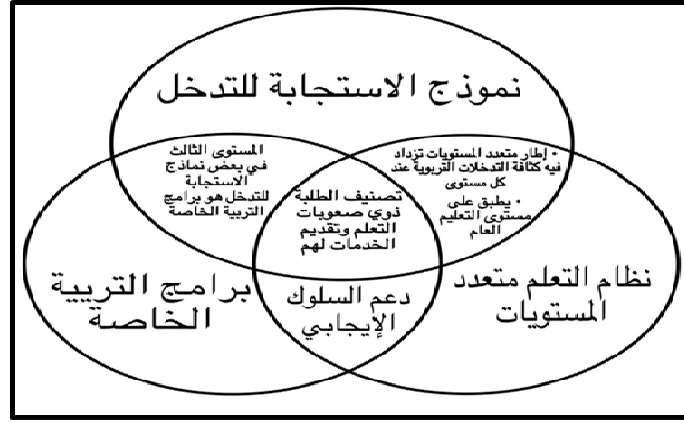 نموذج الاستجابة للتدخل
المستوى الثالث
في بعض نماذج
الاستجابة
للتدخل هو برامج
التربية الخاصة
• إطار متعدد المستويات تزداد
فيه كثافة التدخلات التربوية عند
كل مستوى
• يطبق على
مستوى التعليم
العام
تصنيف الطلبة
ذوي صعوبات
التعلم وتقديم
الخدمات لهم
برامج التربية
الخاصة
دعم السلوك
الإيجابي
نظام التعلم متعدد
المستويات